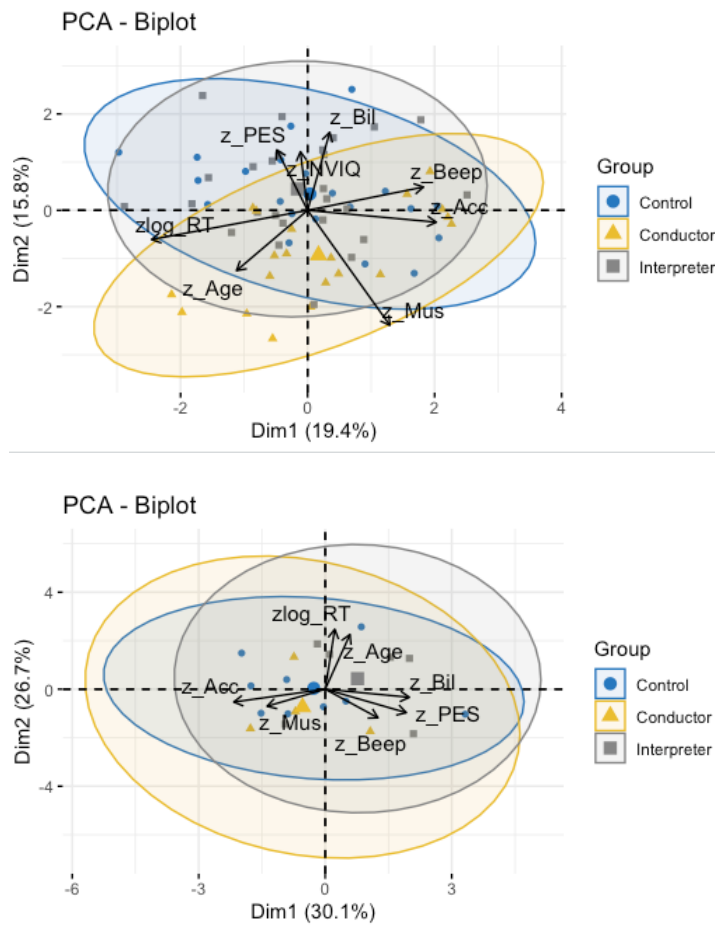 PCA - Biplot
Dim2 (15.8%)
2
0
-2
z_PES
z_Bil
z_NVIQ
z_Beep
z_Acc
zlog_RT
z_Age
z_Mus
-2
0
2
4
Dim1 (19.4%)
Group
Control
Conductor
Interpreter
PCA - Biplot
Dim2 (26.7%)
4
0
-4
zlog_RT
z_Age
z_Acc
z_Bil
z_Mus
z_PES
z_Beep
-6
-3
0
3
Dim1 (30.1%)
Group
Control
Conductor
Interpreter